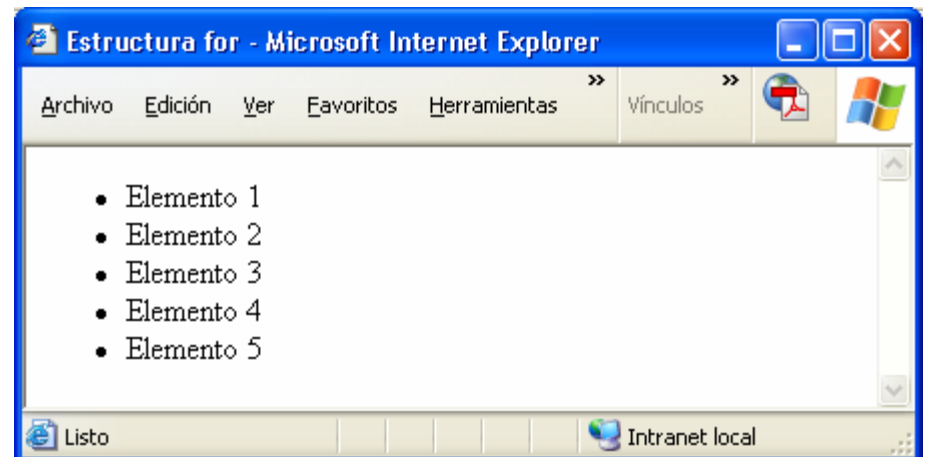 Estructura for - Microsoft Internet Explorer
Archivo Edición Ver Favoritos Herramientas » Vínculos »
• Elemento 1
• Elemento 2
• Elemento 3
• Elemento 4
• Elemento 5
Listo Intranet local